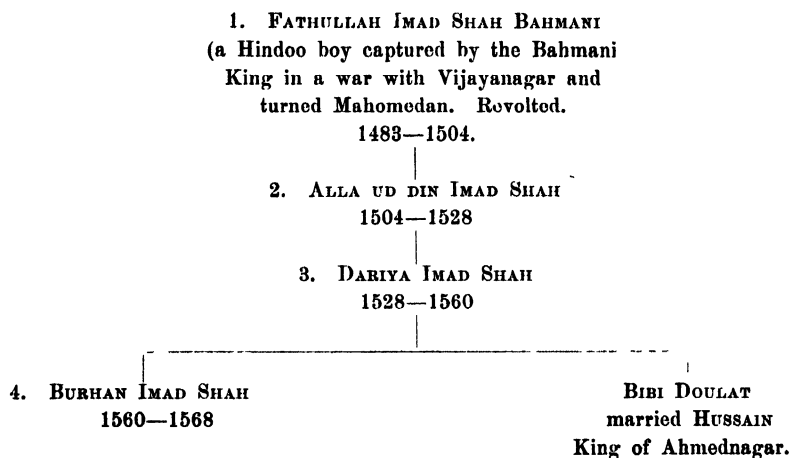 1. FATHULLAH IMAD SHAH BAHMANI
(a Hindoo boy captured by the Bahmani
King in a war with Vijayanagar and
turned Mahomedan. Revolted.
1483—1504.
2. ALLA UD DIN IMAD SHAH
1504—1528
3. DARIYA IMAD SHAH
1528—1560
4. BURHAN IMAD SHAH
1560—1568
BIBI DOULAT
married HUSSAIN
King of Ahmednagar.